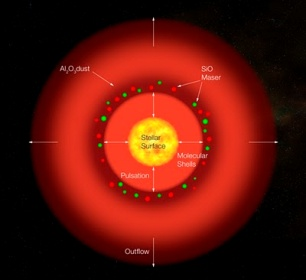 Al2O3dust
SiO
Maser
Stellar
Surface
Molecular
Shells
Pulsation
Outflow